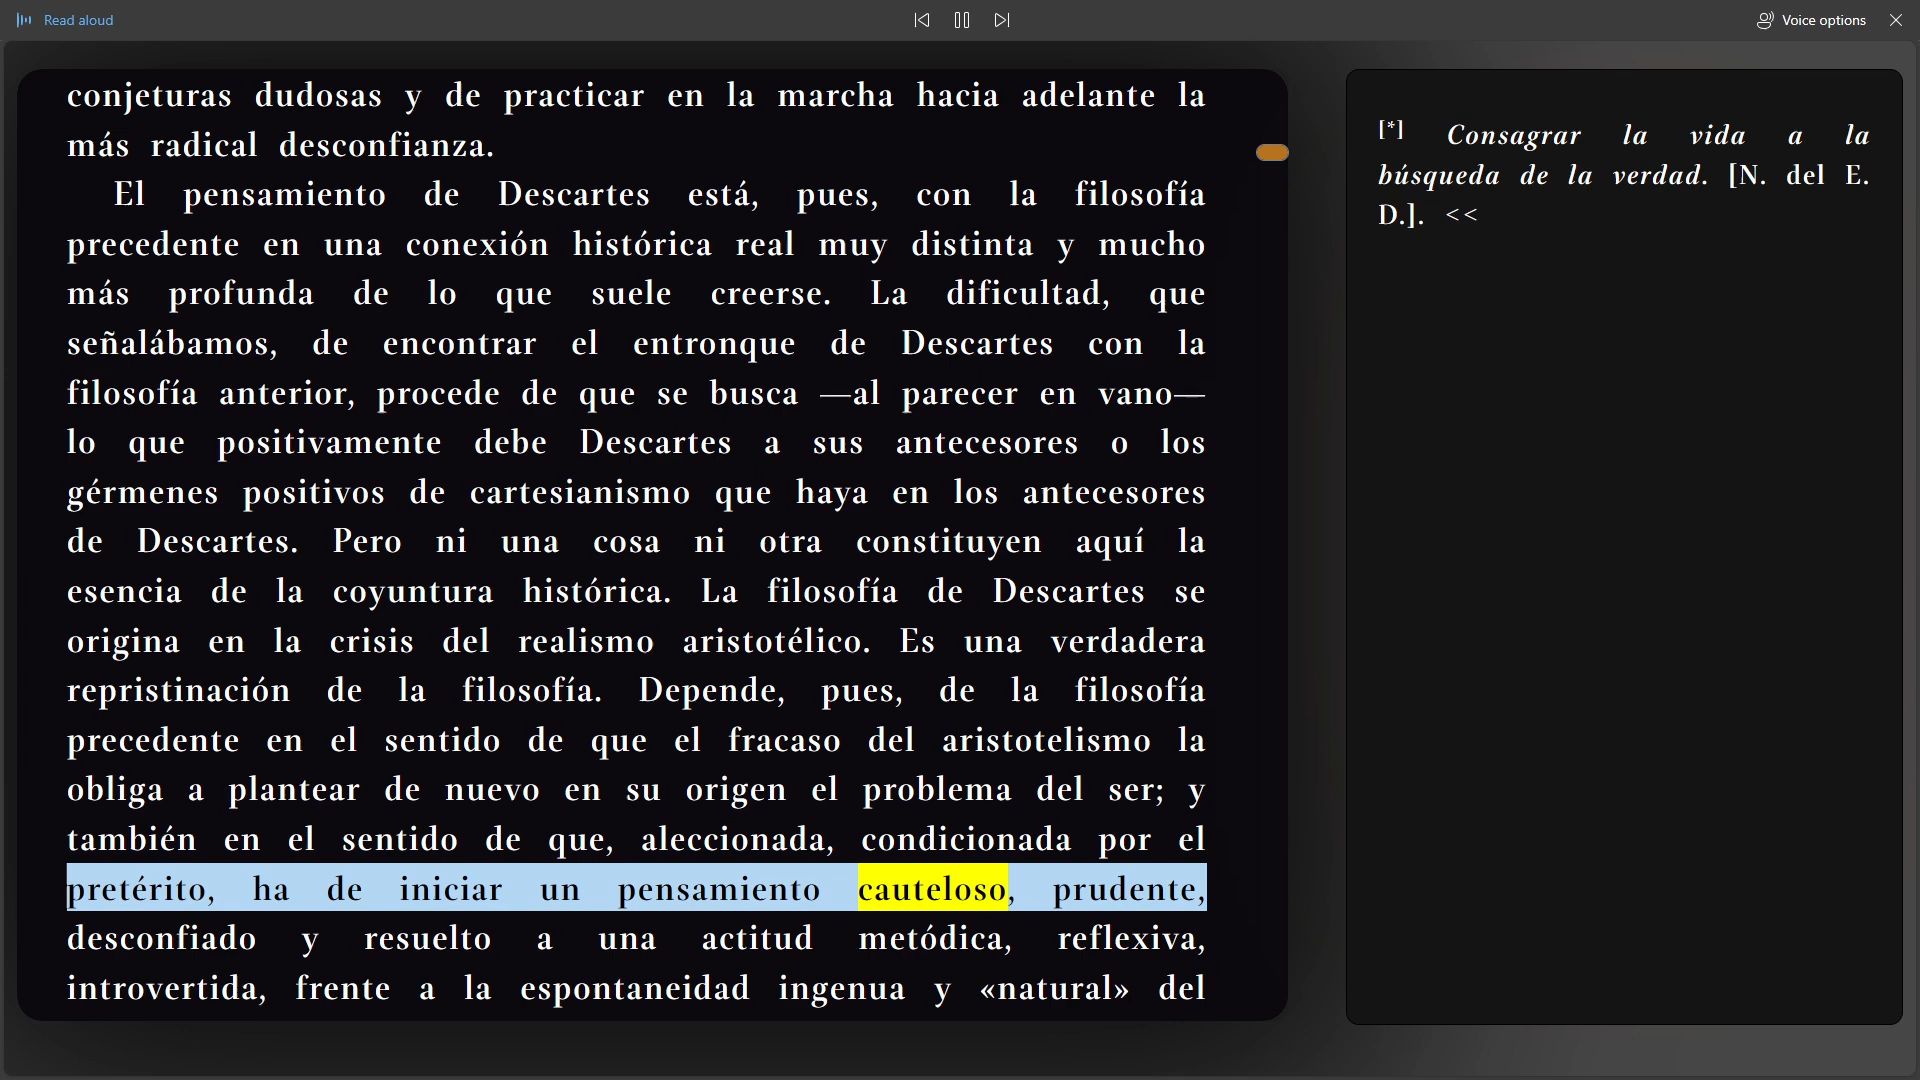 Read aloud
Voice options
conjeturas dudosas y de practicar en la marcha hacia adelante la
más radical desconfianza.
El pensamiento de Descartes está, pues, con la filosofía
precedente en una conexión histórica real muy distinta y mucho
más profunda de lo que suele creerse. La dificultad, que
señalábamos, de encontrar el entronque de Descartes con la
filosofía anterior, procede de que se busca —al parecer en vano—
lo que positivamente debe Descartes a sus antecesores o los
gérmenes positivos de cartesianismo que haya en los antecesores
de Descartes. Pero ni una cosa ni otra constituyen aquí la
esencia de la coyuntura histórica. La filosofía de Descartes se
origina en la crisis del realismo aristotélico. Es una verdadera
repristinación de la filosofía. Depende, pues, de la filosofía
precedente en el sentido de que el fracaso del aristotelismo la
obliga a plantear de nuevo en su origen el problema del ser; y
también en el sentido de que, aleccionada, condicionada por el
pretérito, ha de iniciar un pensamiento cauteloso, prudente,
desconfiado y resuelto a una actitud metódica, reflexiva,
introvertida, frente a la espontaneidad ingenua y «natural» del
[*] Consagrar la vida a la
búsqueda de la verdad. [N. del E.
D.]. <<